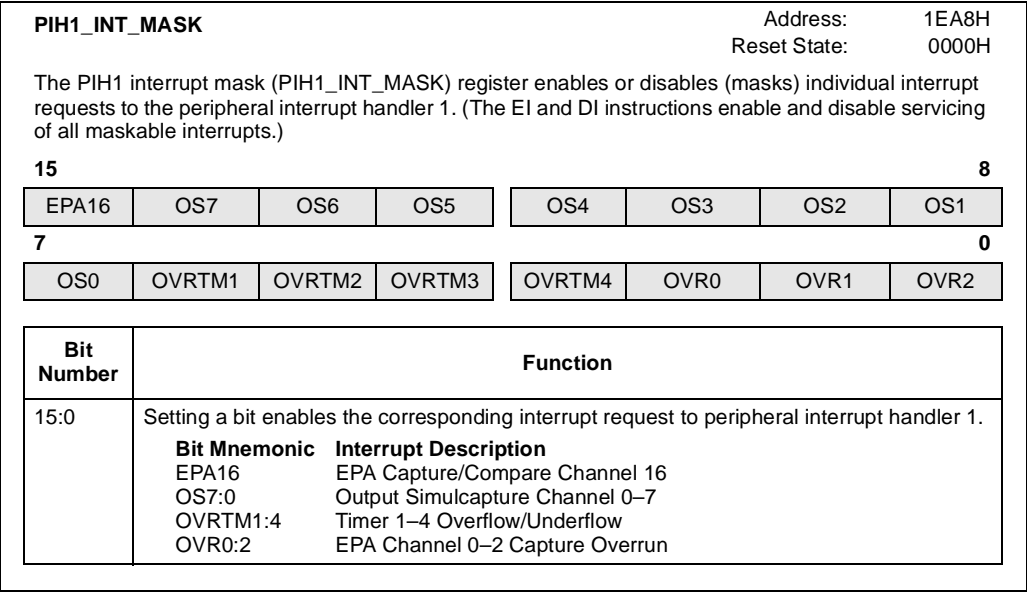 PIH1_INT_MASK Address: 1EA8H
Reset State: 0000H
The PIH1 interrupt mask (PIH1_INT_MASK) register enables or disables (masks) individual interrupt
requests to the peripheral interrupt handler 1. (The EI and DI instructions enable and disable servicing
of all maskable interrupts.)
15 8
EPA16 OS7 OS6 OS5 OS4 OS3 OS2 OS1
7 0
OS0 OVRTM1 OVRTM2 OVRTM3 OVRTM4 OVR0 OVR1 OVR2
Bit
Number Function
15:0 Setting a bit enables the corresponding interrupt request to peripheral interrupt handler 1.
Bit Mnemonic Interrupt Description
EPA16 EPA Capture/Compare Channel 16
OS7:0 Output Simulcapture Channel 0–7
OVRTM1:4 Timer 1–4 Overflow/Underflow
OVR0:2 EPA Channel 0–2 Capture Overrun